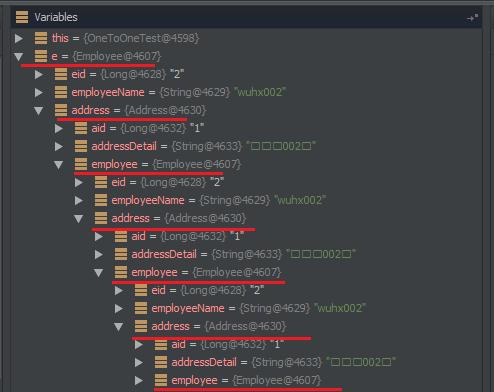 Variables
this = {OneToOneTest@4598}
e = {Employee@4607}
eid = {Long@4628} "2"
employeeName = {String@4629} "wuhx002"
address = {Address@4630}
aid = {Long@4632} "1"
addressDetail = {String@4633} "□□□002□"
employee = {Employee@4607}
eid = {Long@4628} "2"
employeeName = {String@4629} "wuhx002"
address = {Address@4630}
aid = {Long@4632} "1"
addressDetail = {String@4633} "□□□002□"
employee = {Employee@4607}
eid = {Long@4628} "2"
employeeName = {String@4629} "wuhx002"
address = {Address@4630}
aid = {Long@4632} "1"
addressDetail = {String@4633} "□□□002□"
employee = {Employee@4607}